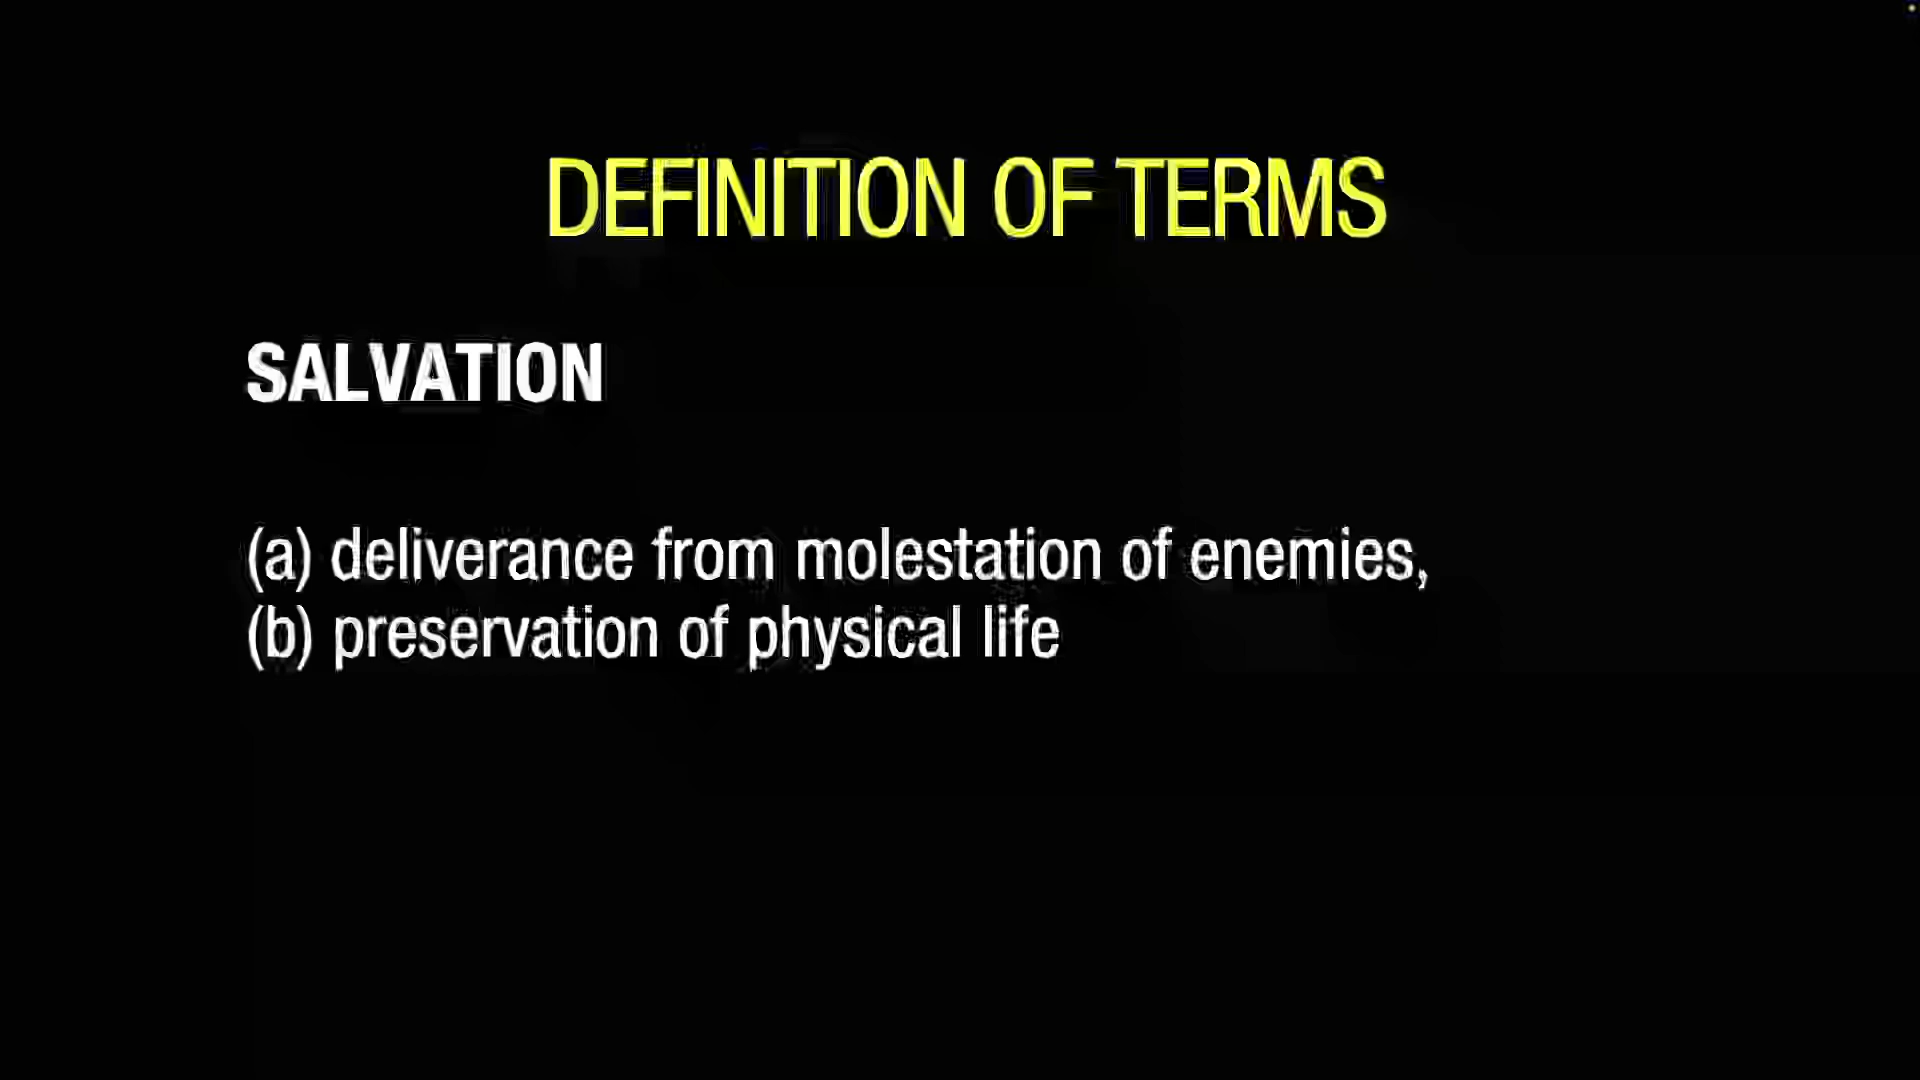 DEFINITION OF TERMS
SALVATION
(a) deliverance from molestation of enemies,
(b) preservation of physical life